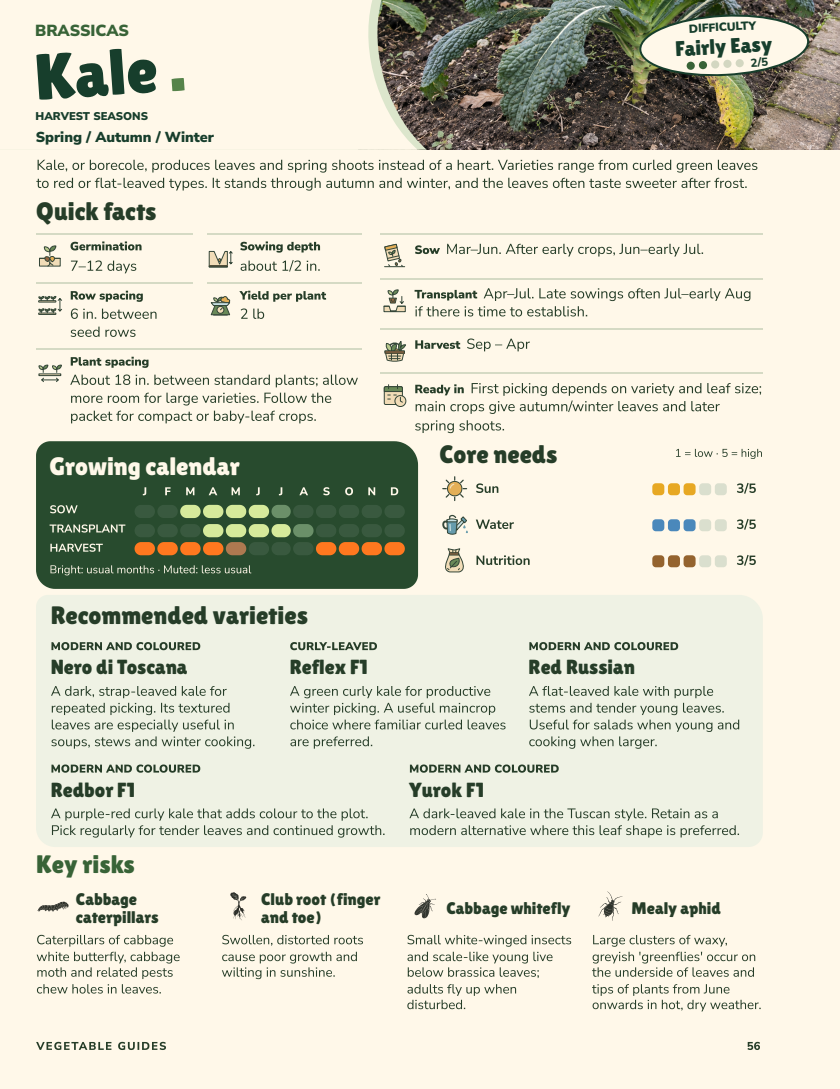 BRASSICAS
Kale.
HARVEST SEASONS
Spring / Autumn / Winter
DIFFICULTY
Fairly Easy
2/5
Kale, or borecole, produces leaves and spring shoots instead of a heart. Varieties range from curled green leaves
to red or flat-leaved types. It stands through autumn and winter, and the leaves often taste sweeter after frost.
Quick facts
Germination
7–12 days
Sowing depth
about 1/2 in.
Row spacing
6 in. between
seed rows
Yield per plant
2 lb
Plant spacing
About 18 in. between standard plants; allow
more room for large varieties. Follow the
packet for compact or baby-leaf crops.
Sow Mar–Jun. After early crops, Jun–early Jul.
Transplant Apr–Jul. Late sowings often Jul–early Aug
if there is time to establish.
Harvest Sep – Apr
Ready in First picking depends on variety and leaf size;
main crops give autumn/winter leaves and later
spring shoots.
Growing calendar
J F M A M J J A S O N D
SOW
TRANSPLANT
HARVEST
Bright: usual months · Muted: less usual
Core needs
1 = low · 5 = high
Sun 3/5
Water 3/5
Nutrition 3/5
Recommended varieties
MODERN AND COLOURED
Nero di Toscana
A dark, strap-leaved kale for
repeated picking. Its textured
leaves are especially useful in
soups, stews and winter cooking.
CURLY-LEAVED
Reflex F1
A green curly kale for productive
winter picking. A useful maincrop
choice where familiar curled leaves
are preferred.
MODERN AND COLOURED
Red Russian
A flat-leaved kale with purple
stems and tender young leaves.
Useful for salads when young and
cooking when larger.
MODERN AND COLOURED
Redbor F1
A purple-red curly kale that adds colour to the plot.
Pick regularly for tender leaves and continued growth.
MODERN AND COLOURED
Yurok F1
A dark-leaved kale in the Tuscan style. Retain as a
modern alternative where this leaf shape is preferred.
Key risks
Cabbage
caterpillars
Caterpillars of cabbage
white butterfly, cabbage
moth and related pests
chew holes in leaves.
Club root (finger
and toe)
Swollen, distorted roots
cause poor growth and
wilting in sunshine.
Cabbage whitefly
Small white-winged insects
and scale-like young live
below brassica leaves;
adults fly up when
disturbed.
Mealy aphid
Large clusters of waxy,
greyish 'greenflies' occur on
the underside of leaves and
tips of plants from June
onwards in hot, dry weather.
VEGETABLE GUIDES
56